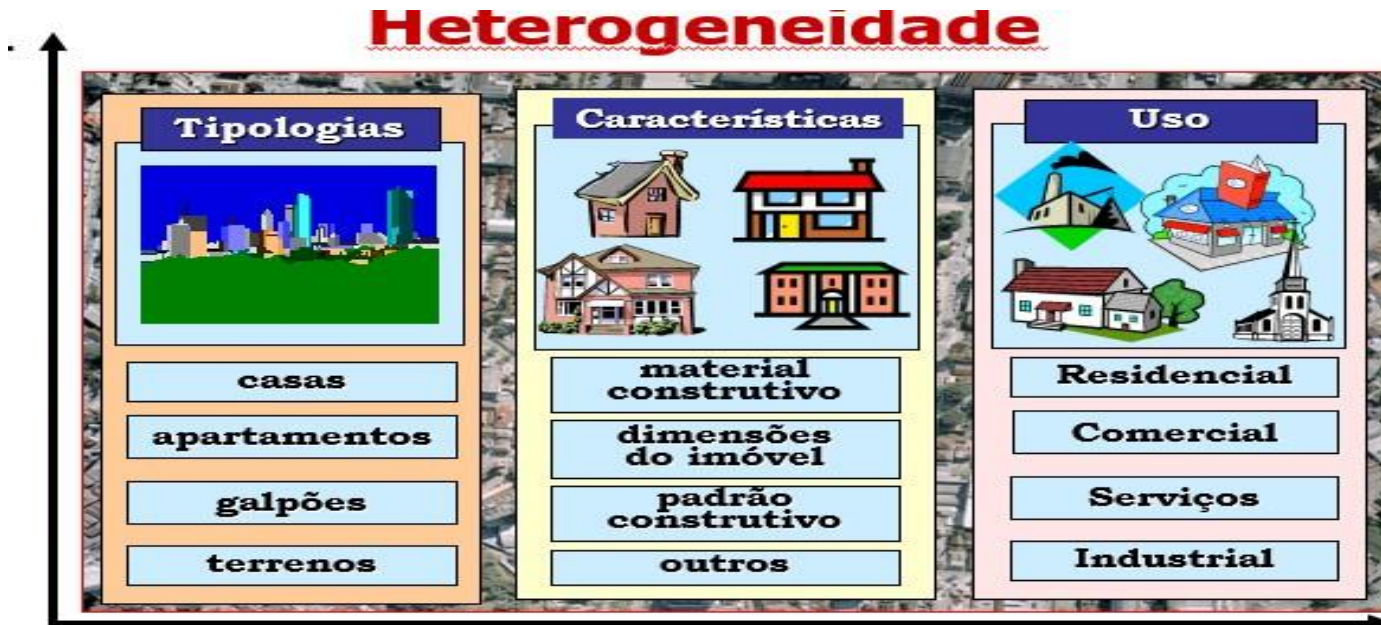 Heterogeneidade
Tipologias
casas
apartamentos
galpões
terrenos
Características
material
construtivo
dimensões
do imóvel
padrão
construtivo
outros
Uso
Residencial
Comercial
Serviços
Industrial